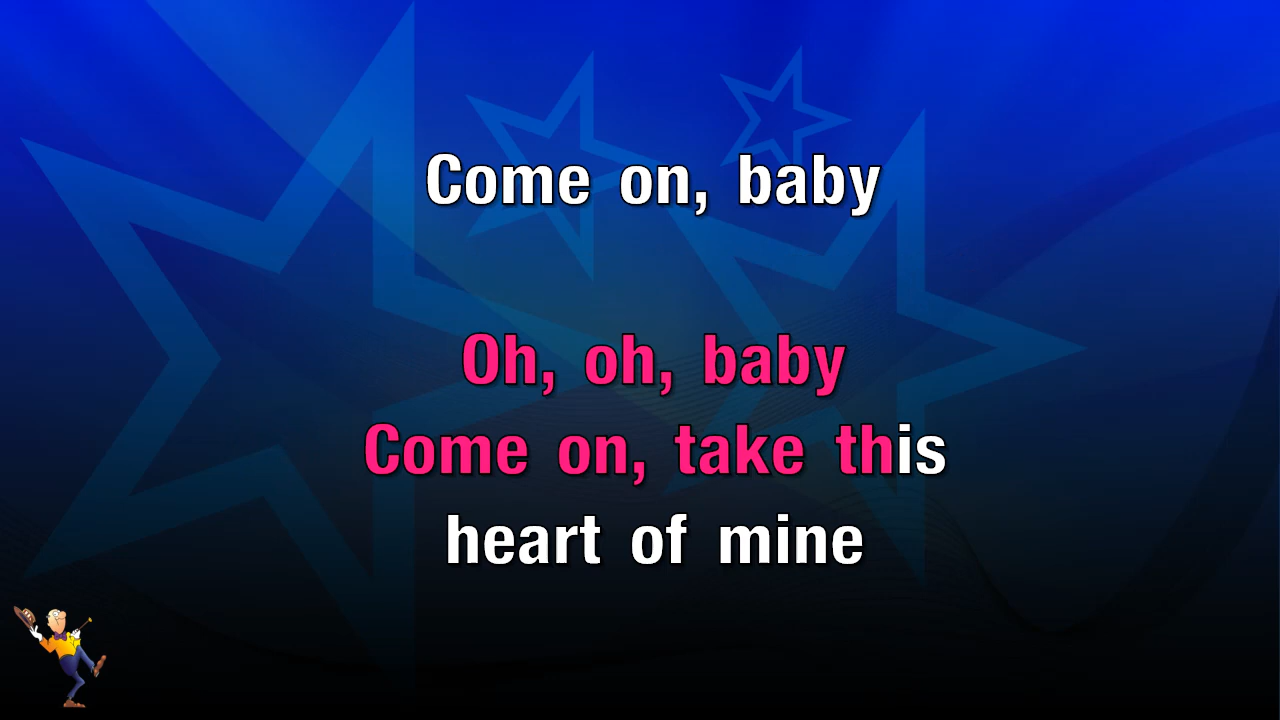 Come on, baby
Oh, oh, baby
Come on, take this
heart of mine